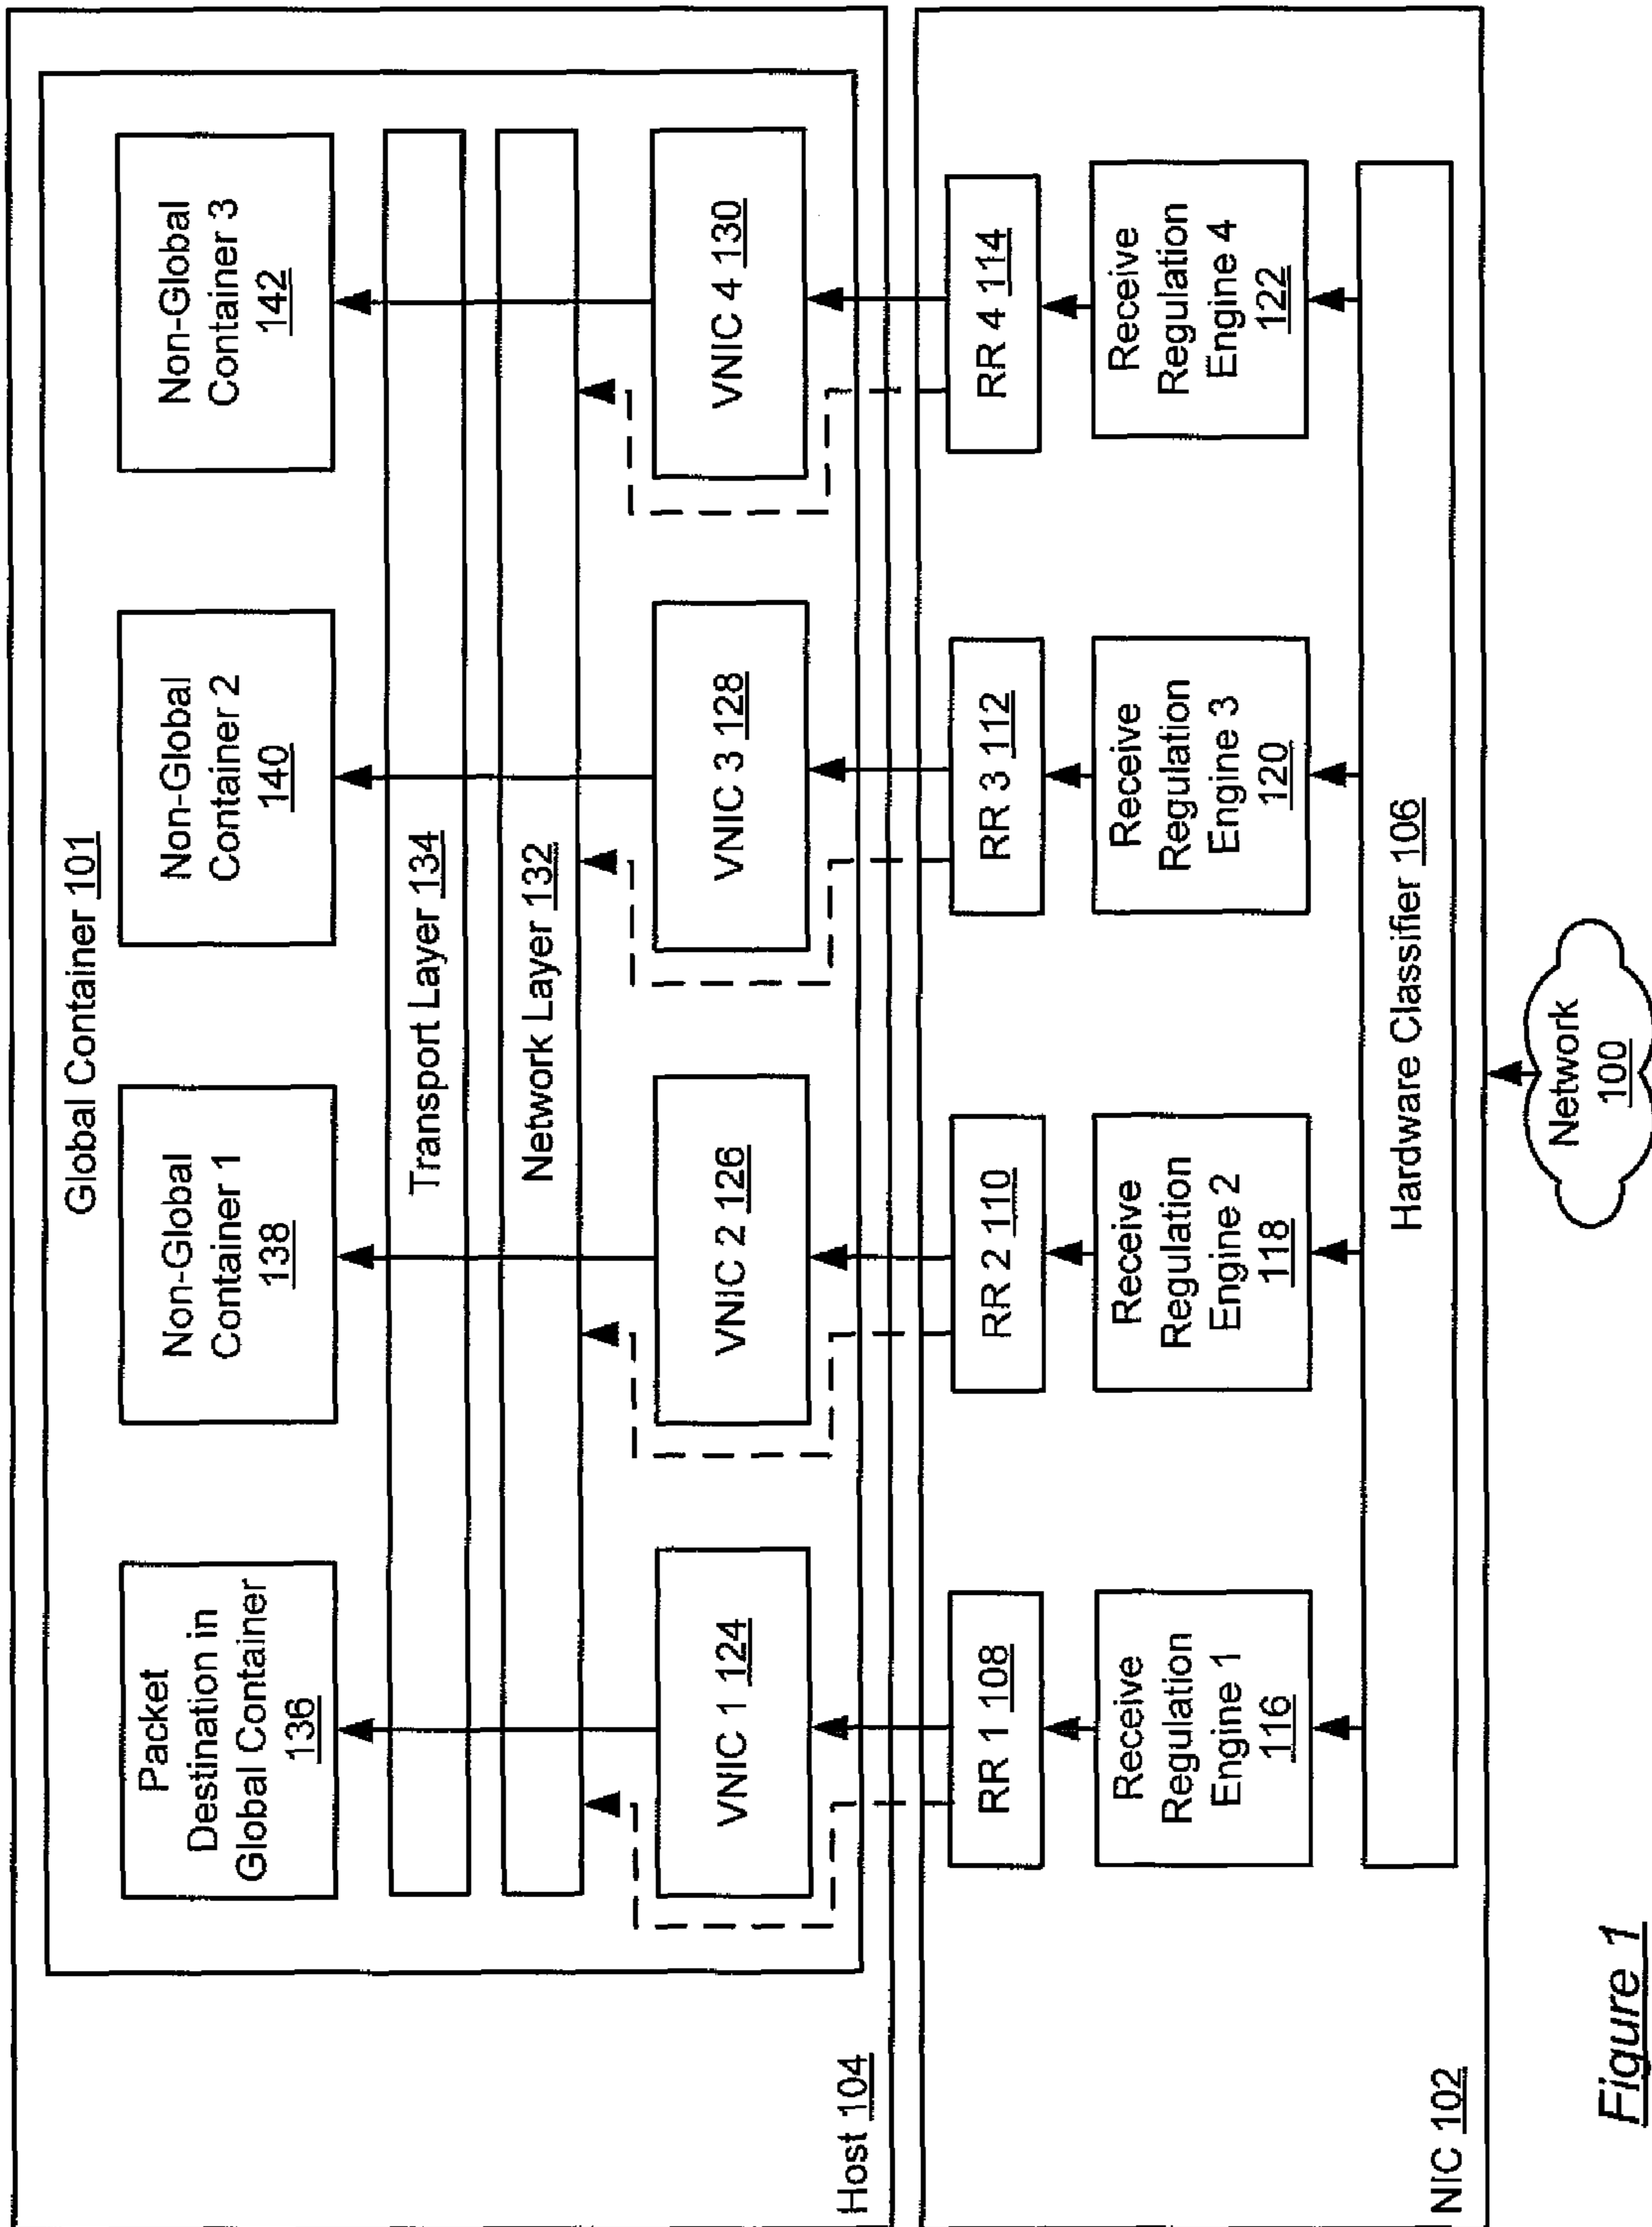 Global Container 101
Packet
Destination in
Global Container
136
Non-Global
Container 1
138
Non-Global
Container 2
140
Non-Global
Container 3
142
Transport Layer 134
Network Layer 132
VNIC 1 124
VNIC 2 126
VNIC 3 128
VNIC 4 130
Host 104
RR 1 108
RR 2 110
RR 3 112
RR 4 114
Receive
Regulation
Engine 1
116
Receive
Regulation
Engine 2
118
Receive
Regulation
Engine 3
120
Receive
Regulation
Engine 4
122
Hardware Classifier 106
NIC 102
Network
100
Figure 1